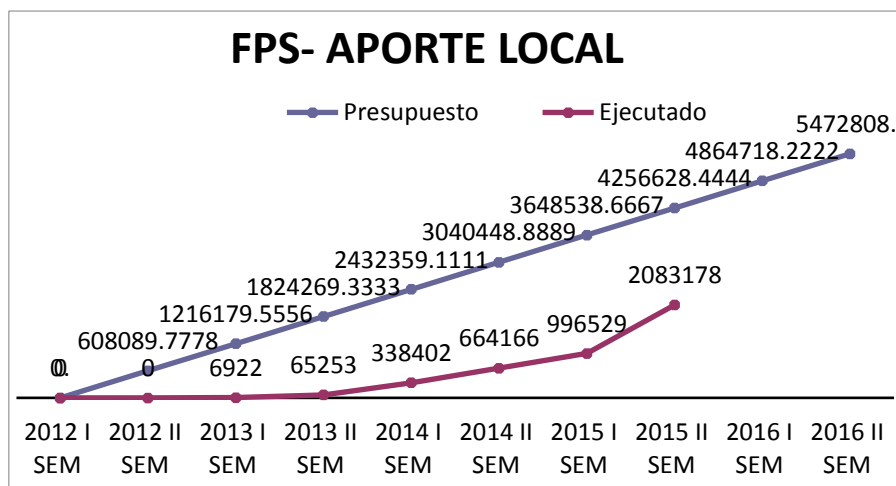 FPS- APORTE LOCAL
Presupuesto
Ejecutado
5472808.
4864718.2222
4256628.4444
3648538.6667
3040448.8889
2432359.1111
1824269.3333
1216179.5556
608089.7778
0.
0
0
6922
65253
338402
664166
996529
2083178
2012 I
SEM
2012 II
SEM
2013 I
SEM
2013 II
SEM
2014 I
SEM
2014 II
SEM
2015 I
SEM
2015 II
SEM
2016 I
SEM
2016 II
SEM